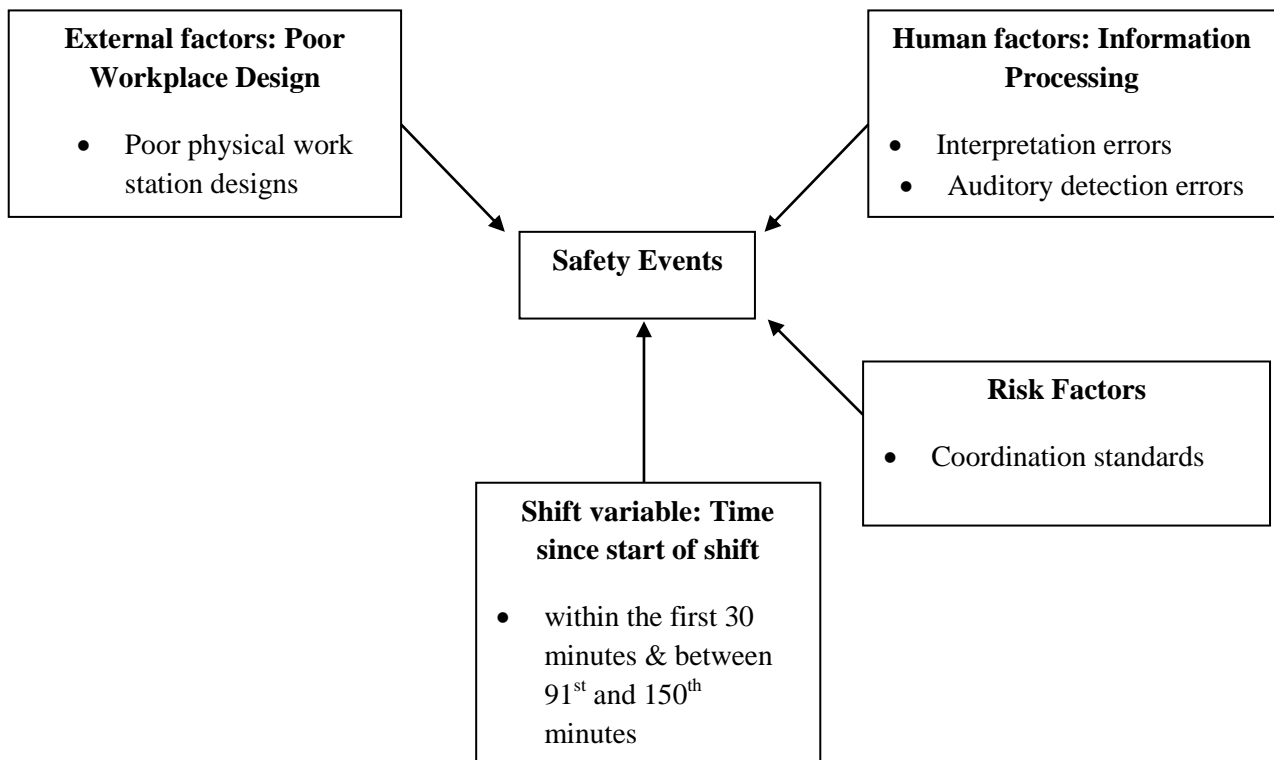 External factors: Poor
Workplace Design
• Poor physical work
station designs
Human factors: Information
Processing
• Interpretation errors
• Auditory detection errors
Safety Events
Risk Factors
• Coordination standards
Shift variable: Time
since start of shift
• within the first 30
minutes & between
91st and 150th
minutes